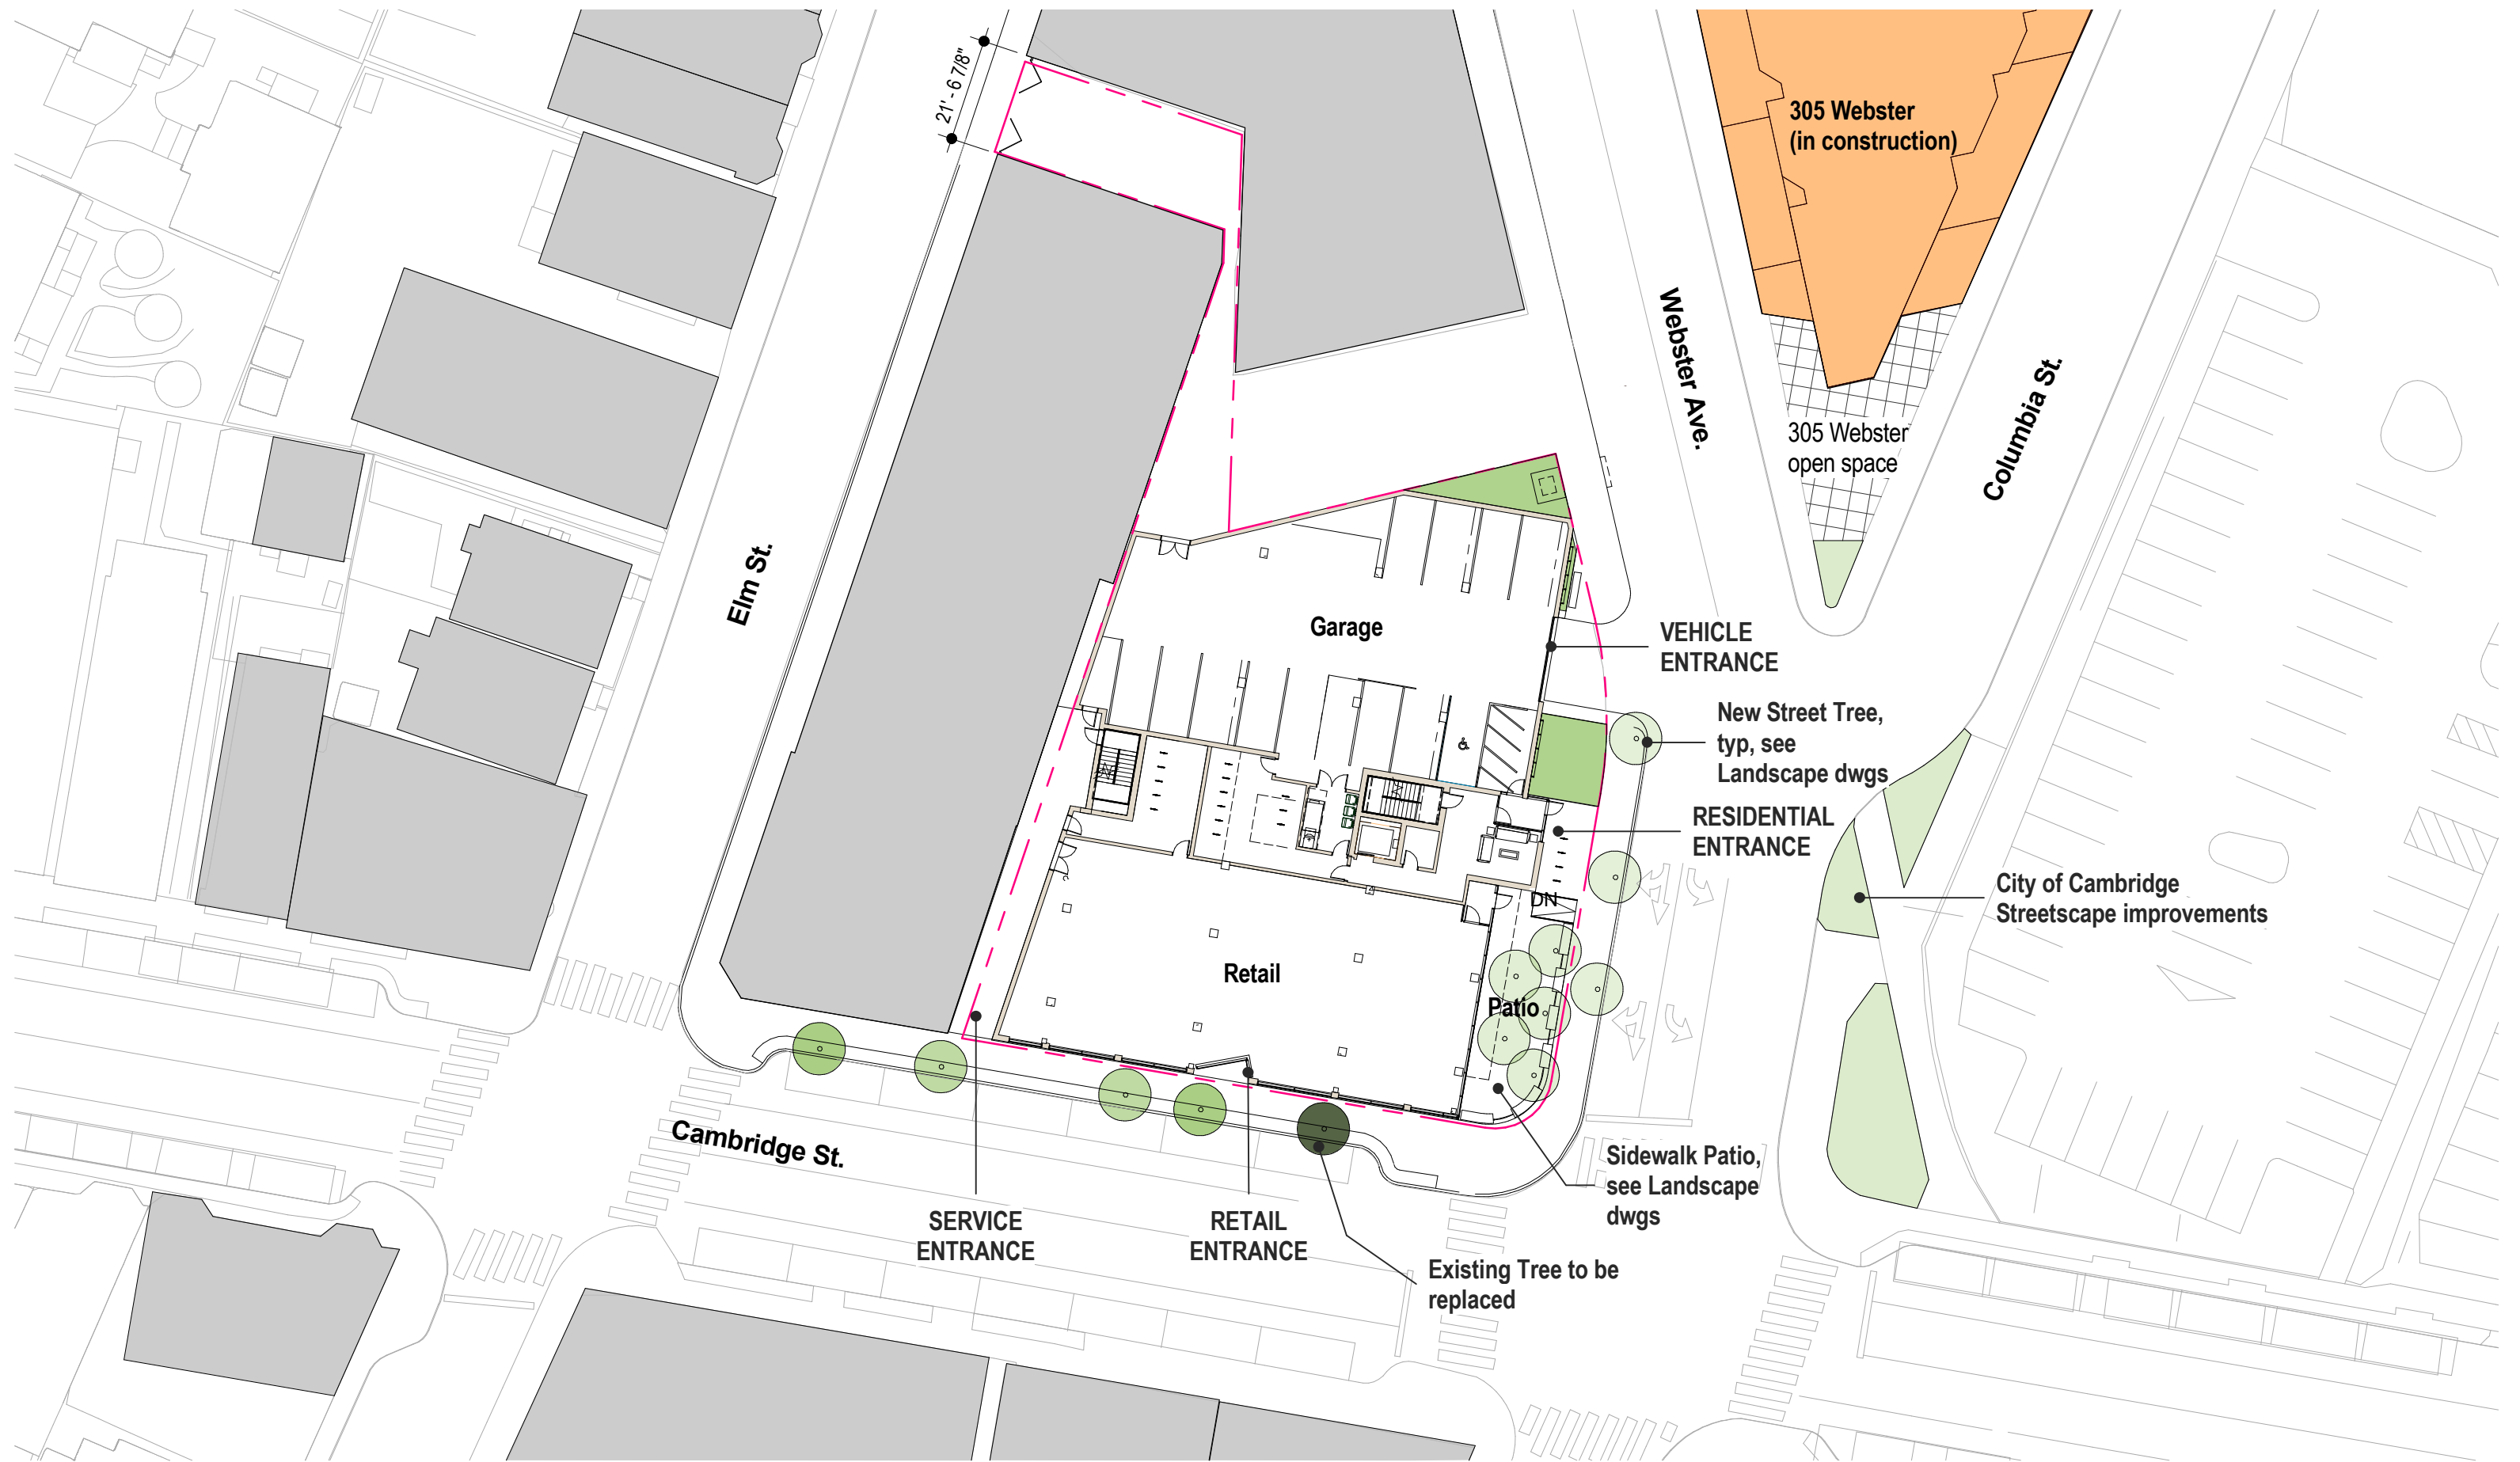 21' - 6 7/8"
305 Webster
(in construction)
Webster Ave.
Columbia St.
305 Webster
open space
Elm St.
Garage
VEHICLE
ENTRANCE
New Street Tree,
typ, see
Landscape dwgs
RESIDENTIAL
ENTRANCE
DN
City of Cambridge
Streetscape improvements
Retail
Patio
Cambridge St.
Sidewalk Patio,
see Landscape
dwgs
SERVICE
ENTRANCE
RETAIL
ENTRANCE
Existing Tree to be
replaced